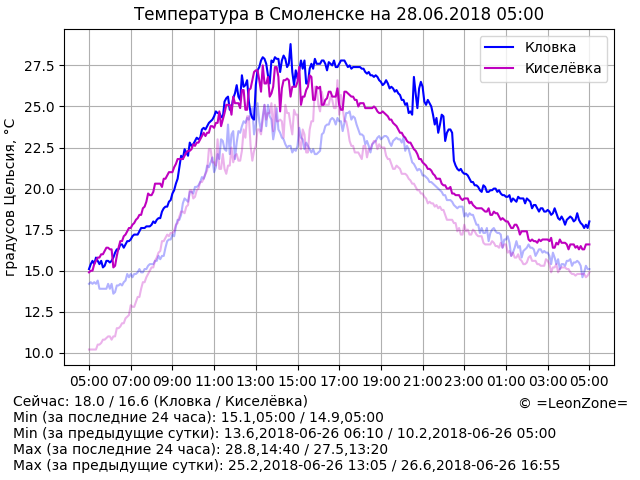 Температура в Смоленске на 28.06.2018 05:00
градусов Цельсия, °C
27.5
25.0
22.5
20.0
17.5
15.0
12.5
10.0
Кловка
Киселёвка
05:00 07:00 09:00 11:00 13:00 15:00 17:00 19:00 21:00 23:00 01:00 03:00 05:00
Сейчас: 18.0 / 16.6 (Кловка / Киселёвка)
© =LeonZone=
Min (за последние 24 часа): 15.1,05:00 / 14.9,05:00
Min (за предыдущие сутки): 13.6,2018-06-26 06:10 / 10.2,2018-06-26 05:00
Max (за последние 24 часа): 28.8,14:40 / 27.5,13:20
Max (за предыдущие сутки): 25.2,2018-06-26 13:05 / 26.6,2018-06-26 16:55